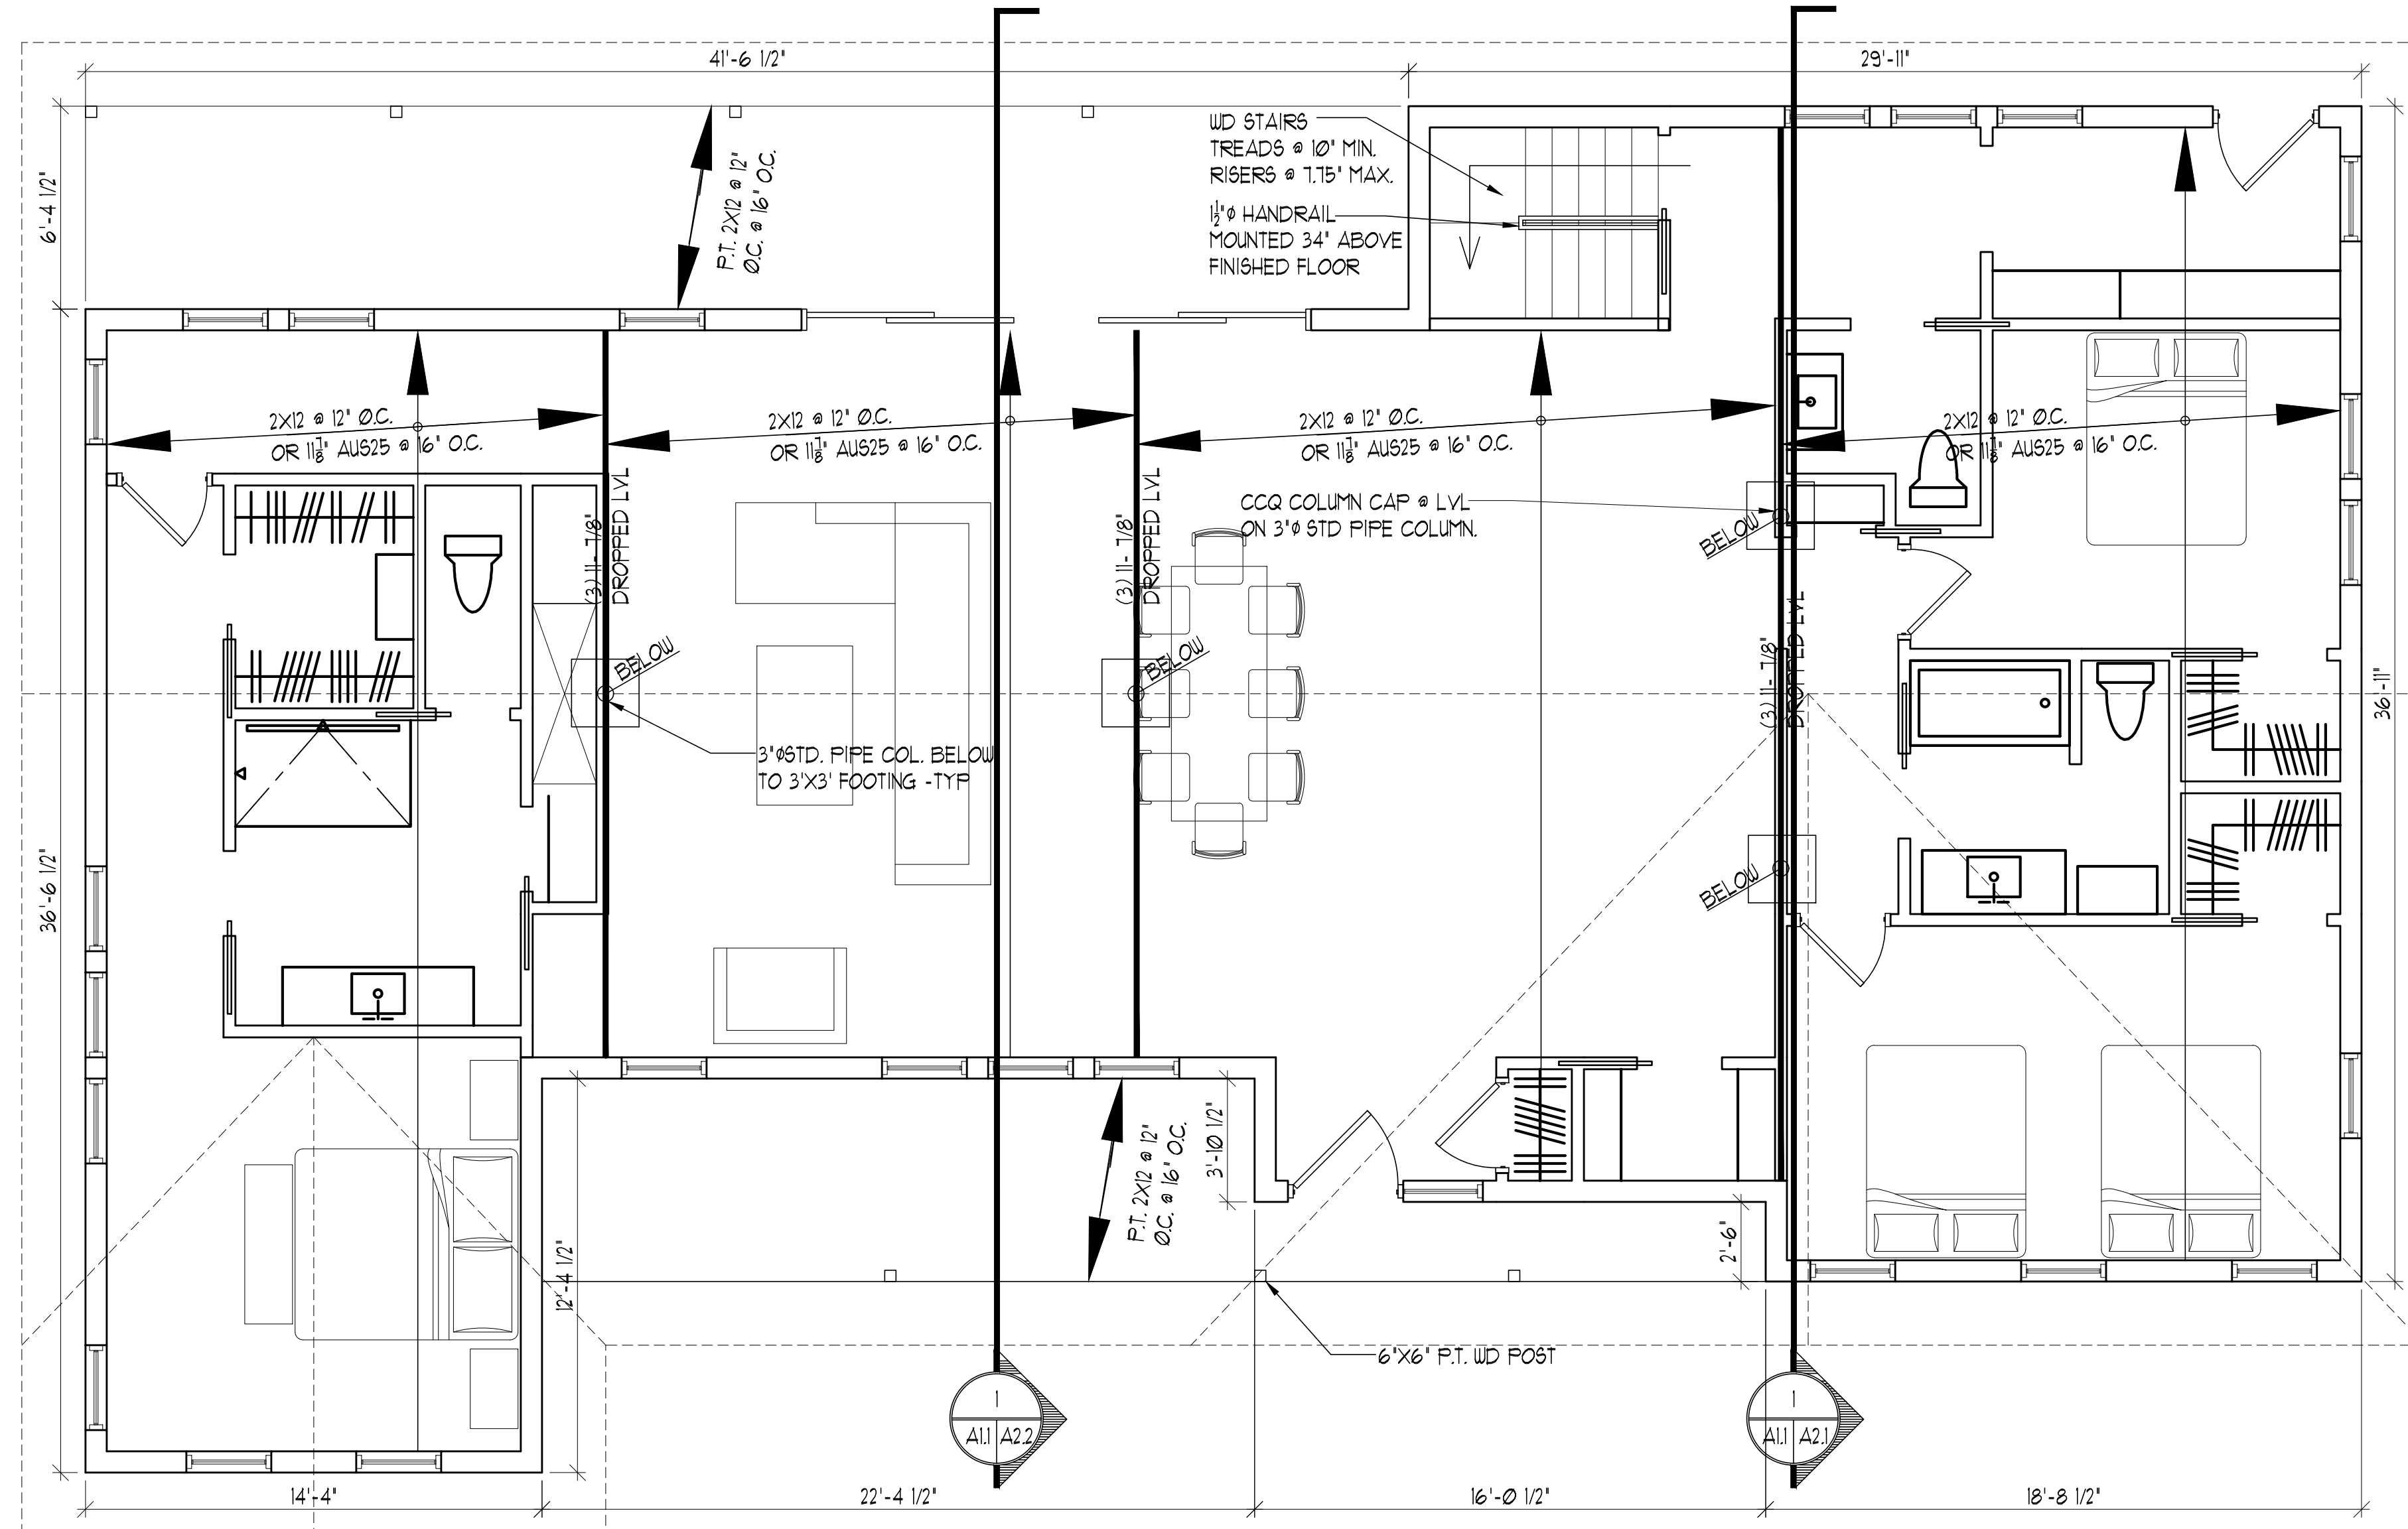 41'-6 1/2"
29'-11"
6'-4 1/2"
P.T. 2X12 @ 12"
O.C. @ 16" O.C.
WD STAIRS
TREADS @ 10" MIN.
RISERS @ 7.75" MAX.
1½"ø HANDRAIL
MOUNTED 34" ABOVE
FINISHED FLOOR
2X12 @ 12" O.C.
OR 11⅞" AUS25 @ 16" O.C.
2X12 @ 12" O.C.
OR 11⅞" AUS25 @ 16" O.C.
2X12 @ 12" O.C.
OR 11⅞" AUS25 @ 16" O.C.
2X12 @ 12" O.C.
OR 11⅞" AUS25 @ 16" O.C.
(3) 11- 7/8"
DROPPED LVL
(3) 11- 7/8"
DROPPED LVL
CCQ COLUMN CAP @ LVL
ON 3"ø STD PIPE COLUMN.
BELOW
(3) 11- 7/8"
DROPPED LVL
BELOW
BELOW
36'-11"
3"øSTD. PIPE COL. BELOW
TO 3'X3' FOOTING -TYP
BELOW
36'-6 1/2"
3'-10 1/2"
P.T. 2X12 @ 12"
O.C. @ 16" O.C.
12'-4 1/2"
2'-6"
6"X6" P.T. WD POST
1
A1.1 A2.2
1
A1.1 A2.1
14'-4"
22'-4 1/2"
16'-0 1/2"
18'-8 1/2"